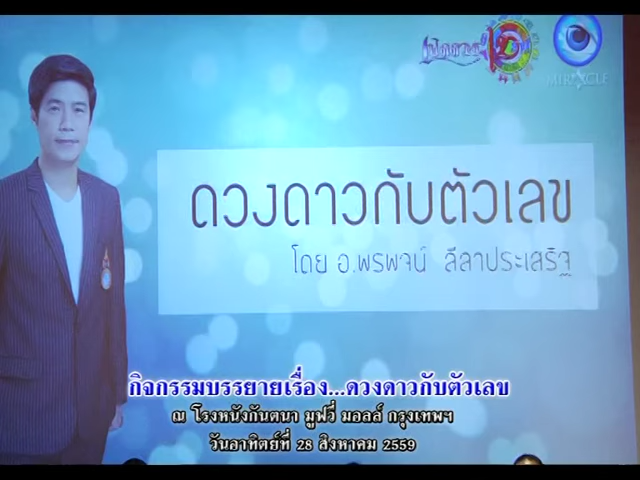 MIRACLE
ดวงดาวกับตัวเลข
โดย อ.พรพจน์ ลีลาประเสริฐ
กิจกรรมบรรยายเรื่อง...ดวงดาวกับตัวเลข
ณ โรงหนังกันตนา มูฟวี่ มอลล์ กรุงเทพฯ
วันอาทิตย์ที่ 28 สิงหาคม 2559